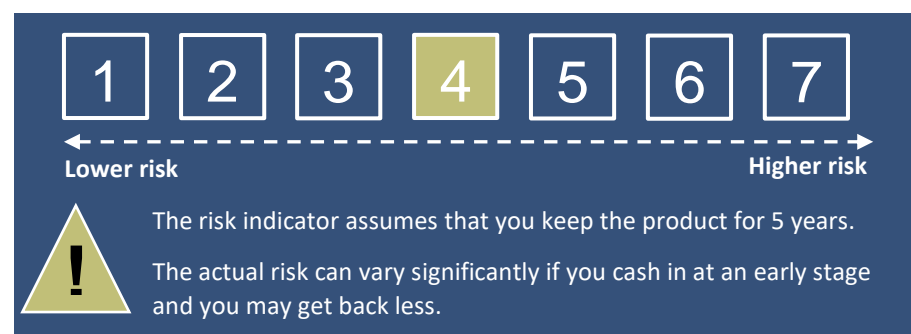 1 2 3 4 5 6 7
Lower risk Higher risk
The risk indicator assumes that you keep the product for 5 years.
!
The actual risk can vary significantly if you cash in at an early stage
and you may get back less.